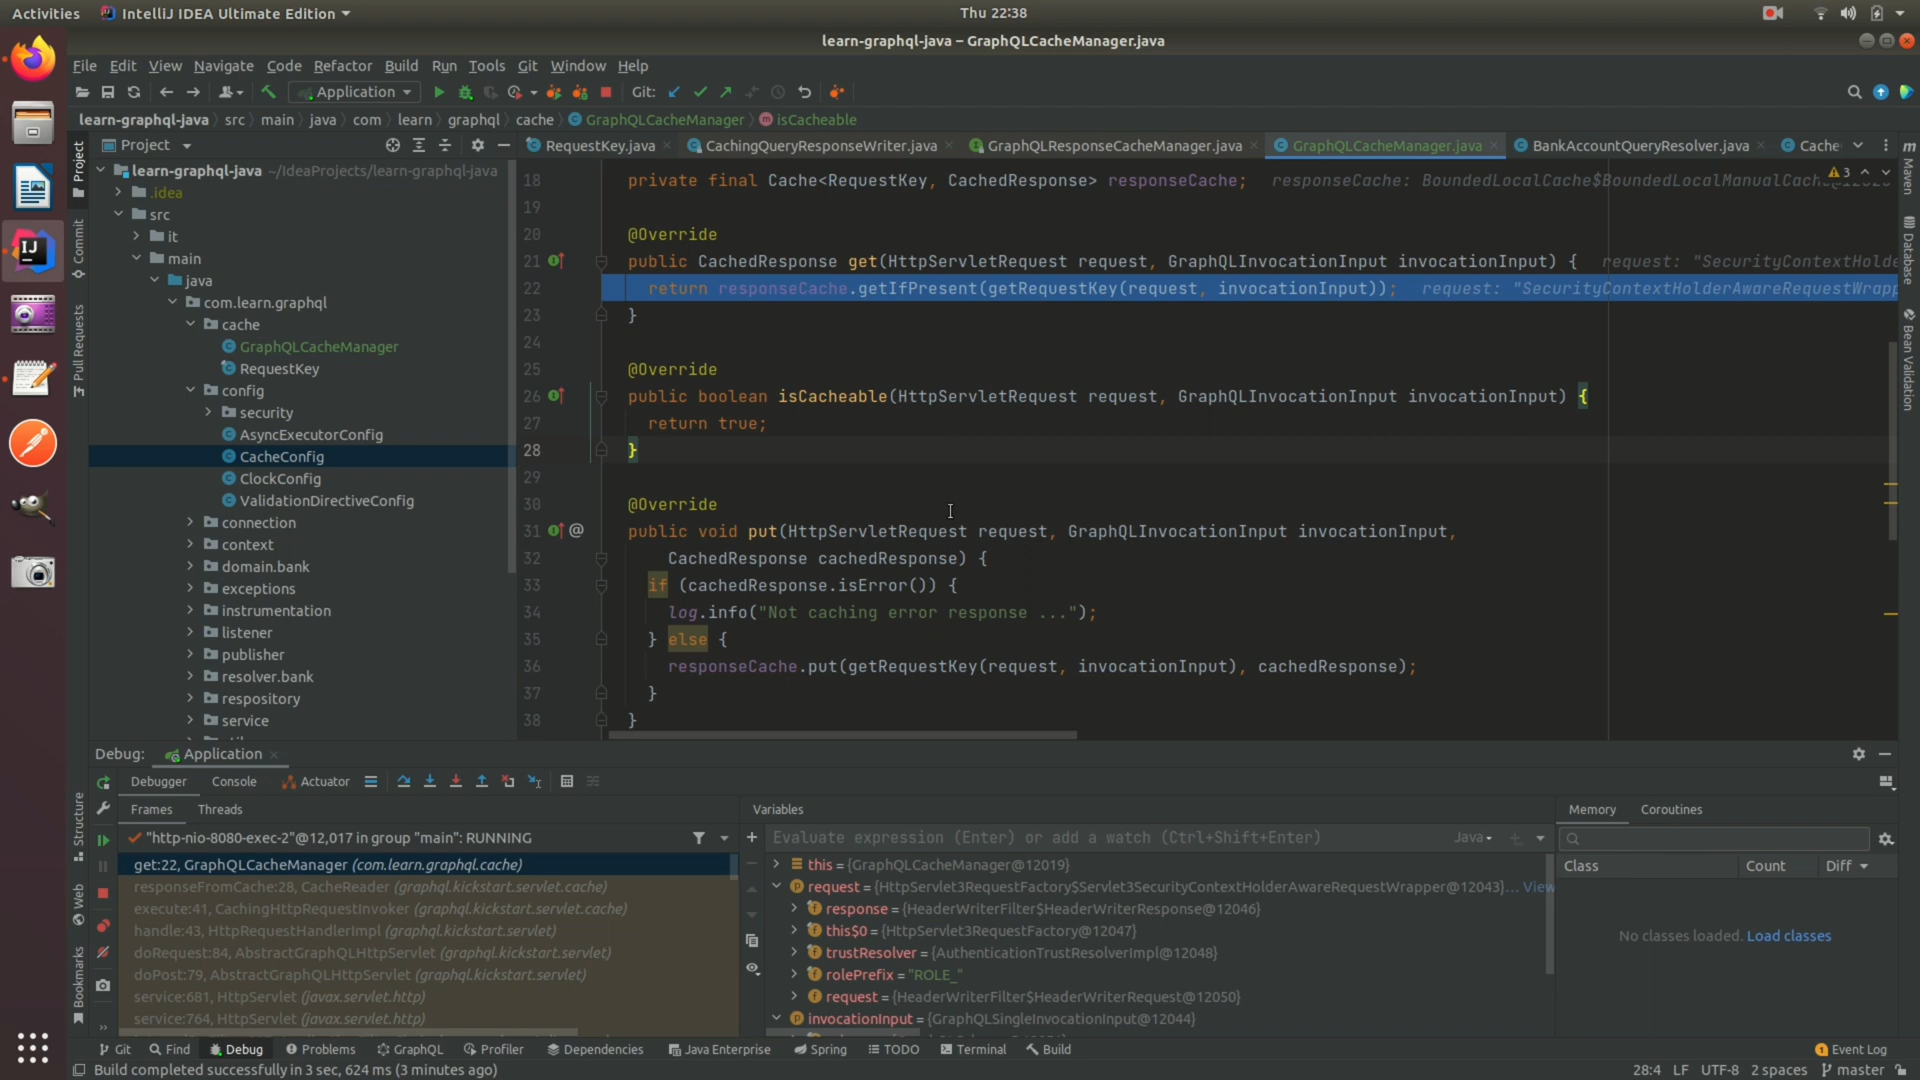 Activities IntelliJ IDEA Ultimate Edition Thu 22:38
learn-graphql-java – GraphQLCacheManager.java
File Edit View Navigate Code Refactor Build Run Tools Git Window Help
Application Git:
learn-graphql-java src main java com learn graphql cache GraphQLCacheManager isCacheable
Project RequestKey.java CachingQueryResponseWriter.java GraphQLResponseCacheManager.java GraphQLCacheManager.java BankAccountQueryResolver.java Cache
Project
Commit
Pull Requests
Structure
Web
Bookmarks
Maven
Database
Bean Validation
learn-graphql-java ~/IdeaProjects/learn-graphql-java
.idea
src
it
main
java
com.learn.graphql
cache
GraphQLCacheManager
RequestKey
config
security
AsyncExecutorConfig
CacheConfig
ClockConfig
ValidationDirectiveConfig
connection
context
domain.bank
exceptions
instrumentation
listener
publisher
resolver.bank
respository
service
3
18 private final Cache<RequestKey, CachedResponse> responseCache; responseCache: BoundedLocalCache$BoundedLocalManualCach
19
20 @Override
21 public CachedResponse get(HttpServletRequest request, GraphQLInvocationInput invocationInput) { request: "SecurityContextHolde
22 return responseCache.getIfPresent(getRequestKey(request, invocationInput)); request: "SecurityContextHolderAwareRequestWrapp
23 }
24
25 @Override
26 public boolean isCacheable(HttpServletRequest request, GraphQLInvocationInput invocationInput) {
27 return true;
28 }
29
30 @Override
31 @ public void put(HttpServletRequest request, GraphQLInvocationInput invocationInput,
32 CachedResponse cachedResponse) {
33 if (cachedResponse.isError()) {
34 log.info("Not caching error response ...");
35 } else {
36 responseCache.put(getRequestKey(request, invocationInput), cachedResponse);
37 }
38 }
Debug: Application
Debugger Console Actuator
Frames Threads
"http-nio-8080-exec-2"@12,017 in group "main": RUNNING
get:22, GraphQLCacheManager (com.learn.graphql.cache)
responseFromCache:28, CacheReader (graphql.kickstart.servlet.cache)
execute:41, CachingHttpRequestInvoker (graphql.kickstart.servlet.cache)
handle:43, HttpRequestHandlerImpl (graphql.kickstart.servlet)
doRequest:84, AbstractGraphQLHttpServlet (graphql.kickstart.servlet)
doPost:79, AbstractGraphQLHttpServlet (graphql.kickstart.servlet)
service:681, HttpServlet (javax.servlet.http)
service:764, HttpServlet (javax.servlet.http)
Variables
Evaluate expression (Enter) or add a watch (Ctrl+Shift+Enter) Java
this = {GraphQLCacheManager@12019}
request = {HttpServlet3RequestFactory$Servlet3SecurityContextHolderAwareRequestWrapper@12043}... View
response = {HeaderWriterFilter$HeaderWriterResponse@12046}
this$0 = {HttpServlet3RequestFactory@12047}
trustResolver = {AuthenticationTrustResolverImpl@12048}
rolePrefix = "ROLE_"
request = {HeaderWriterFilter$HeaderWriterRequest@12050}
invocationInput = {GraphQLSingleInvocationInput@12044}
Memory Coroutines
Class Count Diff
No classes loaded. Load classes
Git Find Debug Problems GraphQL Profiler Dependencies Java Enterprise Spring TODO Terminal Build 1 Event Log
Build completed successfully in 3 sec, 624 ms (3 minutes ago) 28:4 LF UTF-8 2 spaces master